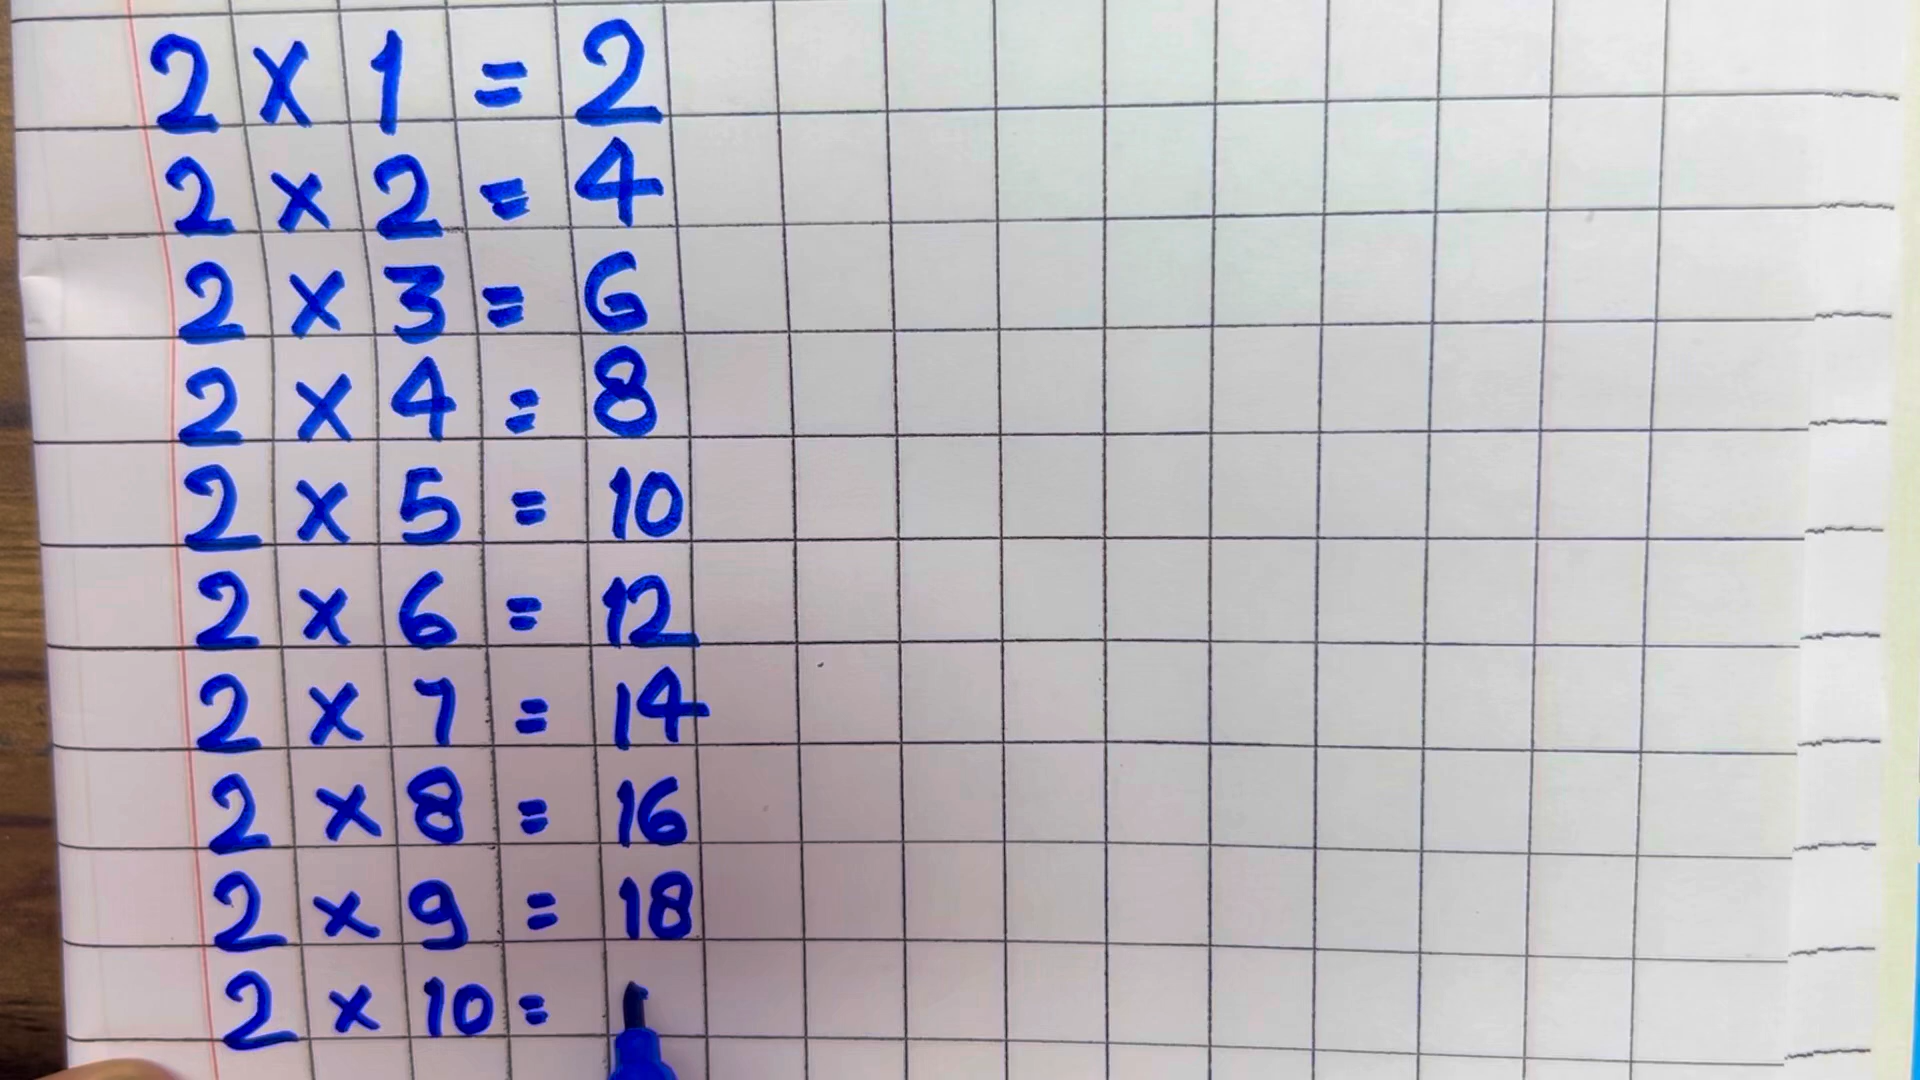 2 × 1 = 2
2 × 2 = 4
2 × 3 = 6
2 × 4 = 8
2 × 5 = 10
2 × 6 = 12
2 × 7 = 14
2 × 8 = 16
2 × 9 = 18
2 × 10 =